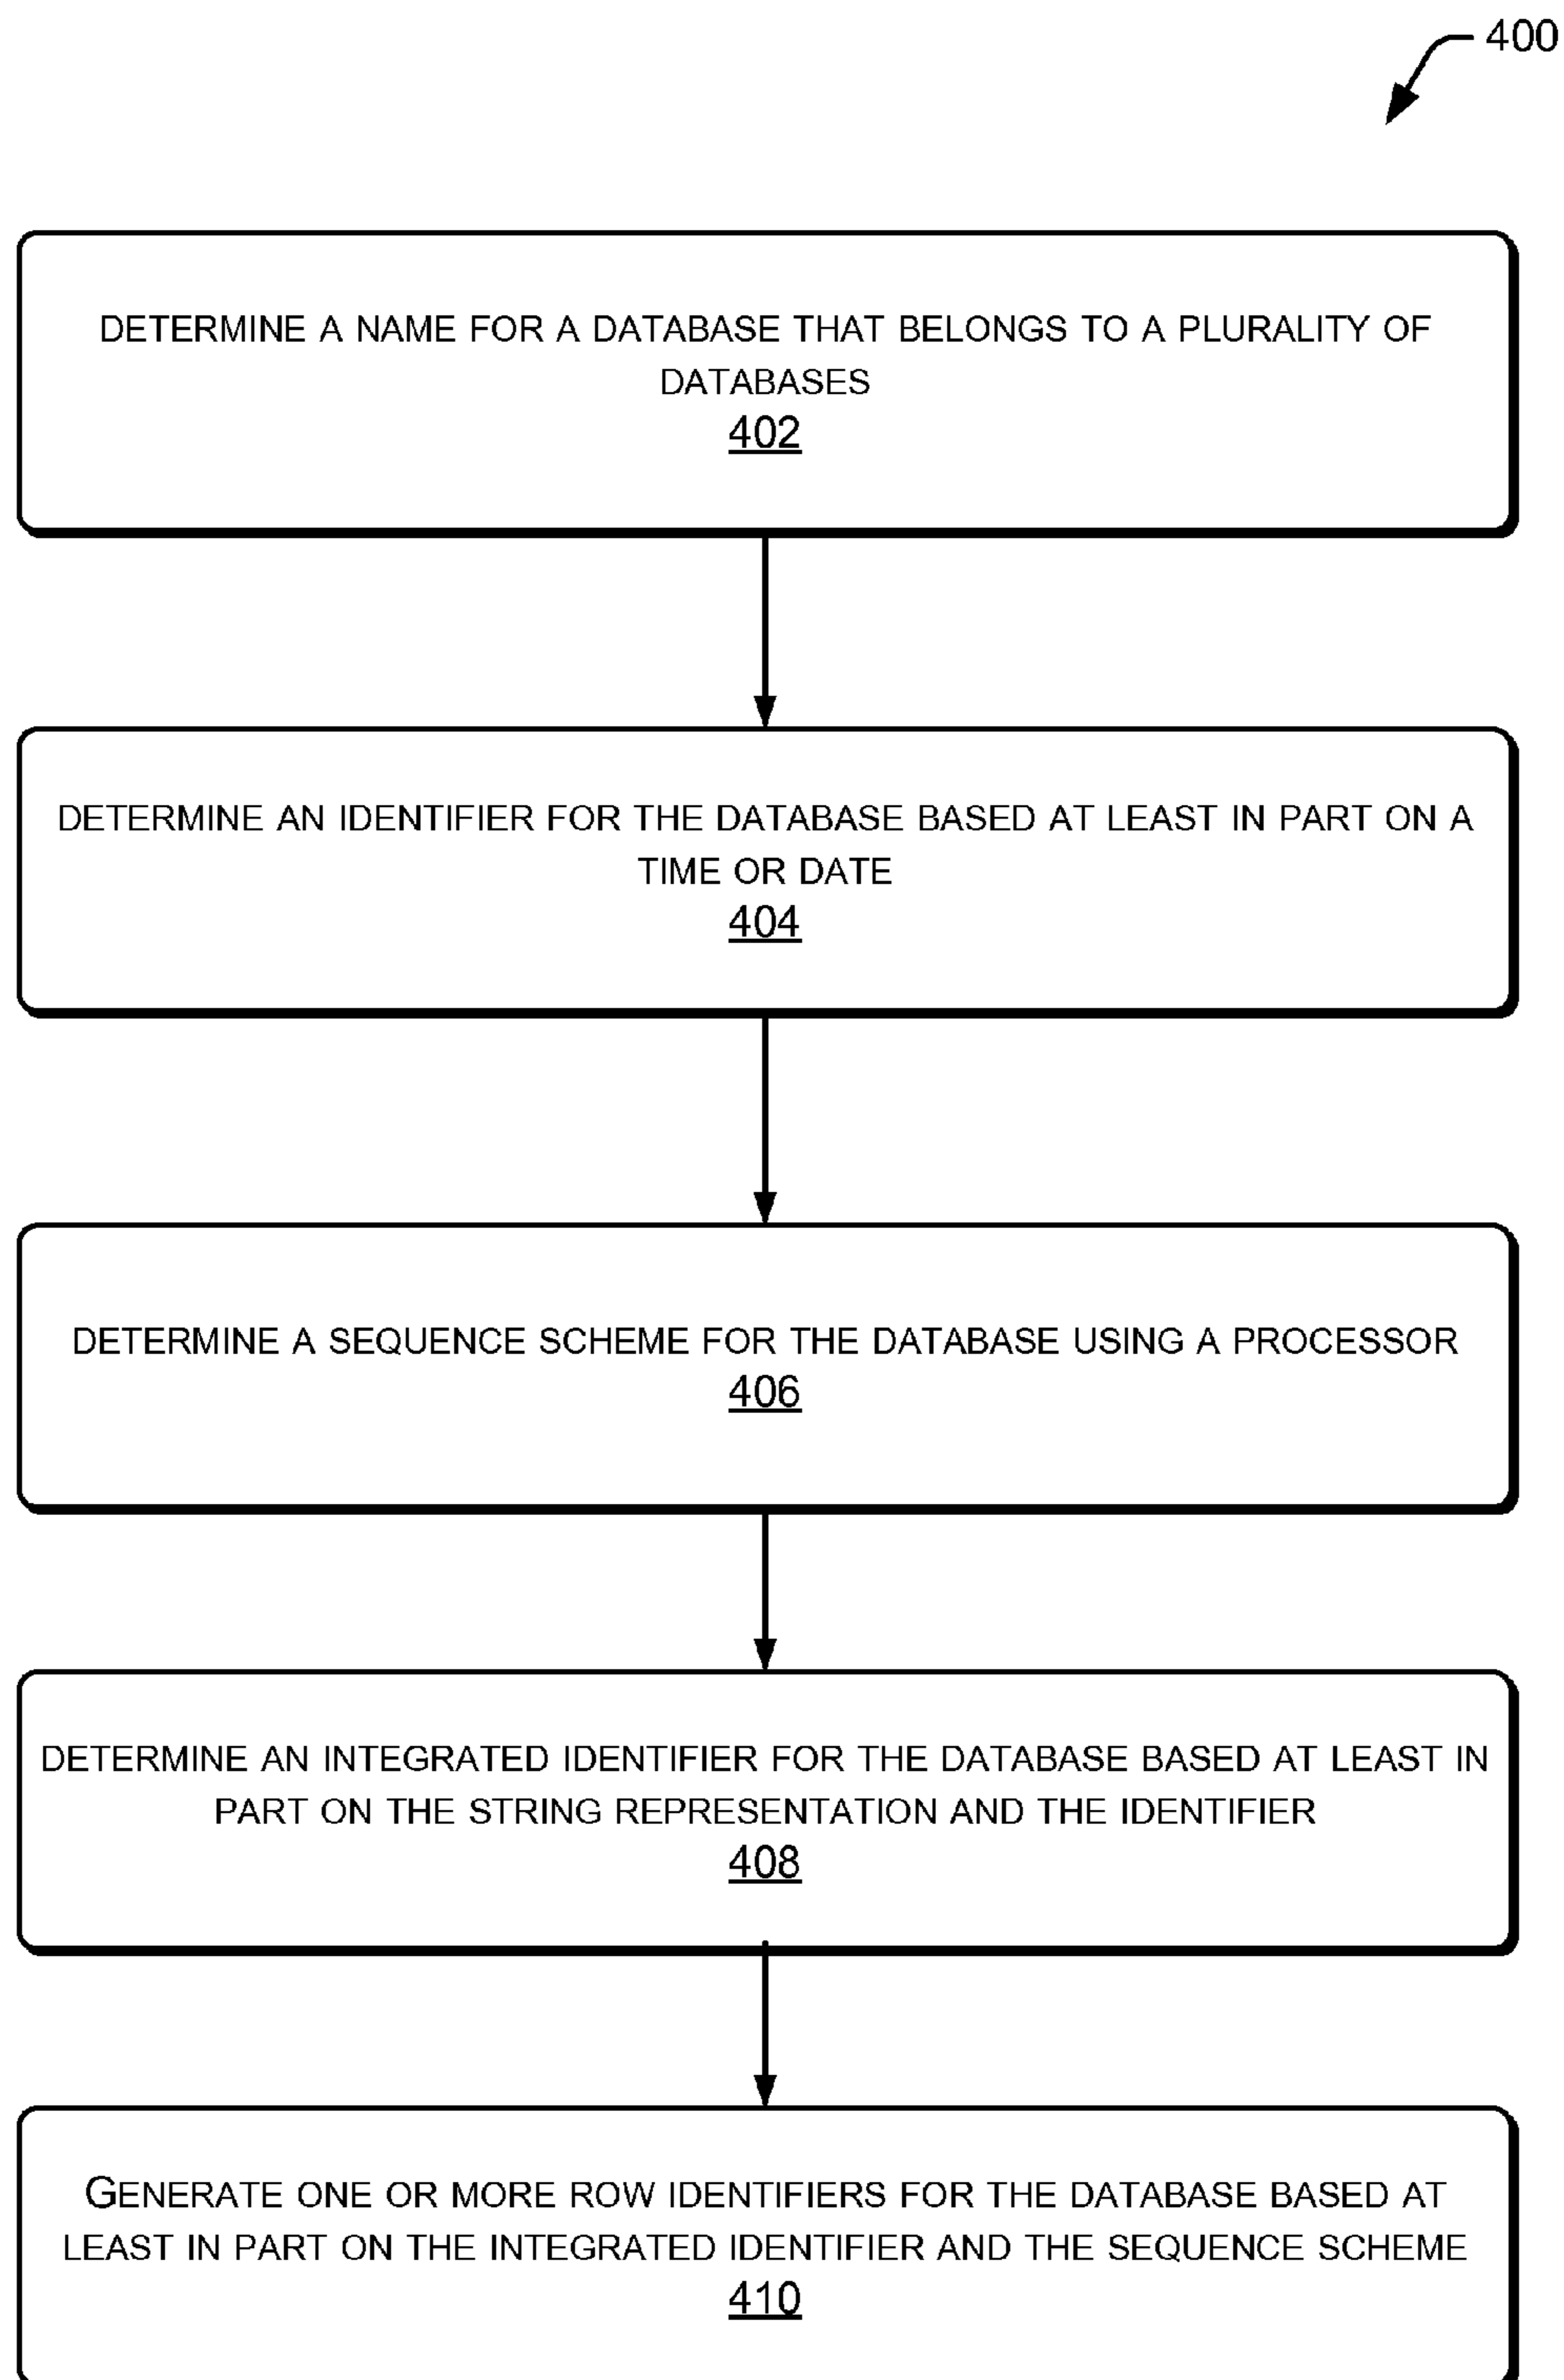 400
DETERMINE A NAME FOR A DATABASE THAT BELONGS TO A PLURALITY OF
DATABASES
402
DETERMINE AN IDENTIFIER FOR THE DATABASE BASED AT LEAST IN PART ON A
TIME OR DATE
404
DETERMINE A SEQUENCE SCHEME FOR THE DATABASE USING A PROCESSOR
406
DETERMINE AN INTEGRATED IDENTIFIER FOR THE DATABASE BASED AT LEAST IN
PART ON THE STRING REPRESENTATION AND THE IDENTIFIER
408
GENERATE ONE OR MORE ROW IDENTIFIERS FOR THE DATABASE BASED AT
LEAST IN PART ON THE INTEGRATED IDENTIFIER AND THE SEQUENCE SCHEME
410